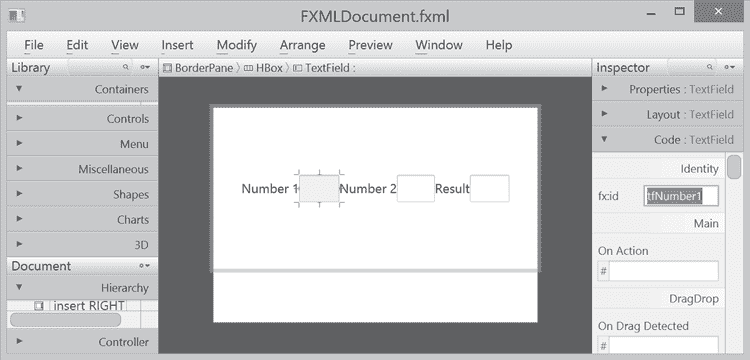 FXMLDocument.fxml
File Edit View Insert Modify Arrange Preview Window Help
Library
BorderPane HBox TextField :
Inspector
Containers
Controls
Menu
Miscellaneous
Shapes
Charts
3D
Document
Hierarchy
insert RIGHT
Controller
Number 1 Number 2 Result
Properties : TextField
Layout : TextField
Code : TextField
Identity
fx:id tfNumber1
Main
On Action
#
DragDrop
On Drag Detected
#